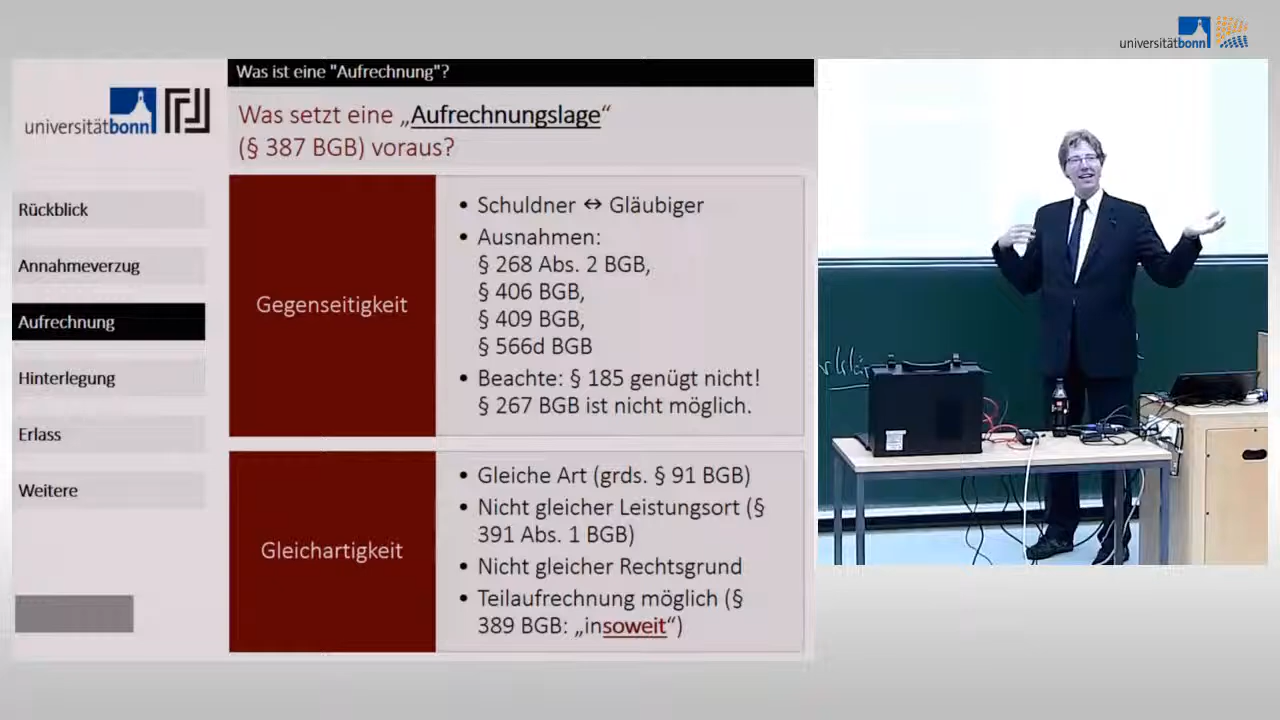 universitätbonn
Was ist eine "Aufrechnung"?
universitätbonn
Was setzt eine „Aufrechnungslage“
(§ 387 BGB) voraus?
Rückblick
Annahmeverzug
Aufrechnung
Hinterlegung
Erlass
Weitere
Gegenseitigkeit
• Schuldner ↔ Gläubiger
• Ausnahmen:
§ 268 Abs. 2 BGB,
§ 406 BGB,
§ 409 BGB,
§ 566d BGB
• Beachte: § 185 genügt nicht!
§ 267 BGB ist nicht möglich.
Gleichartigkeit
• Gleiche Art (grds. § 91 BGB)
• Nicht gleicher Leistungsort (§
391 Abs. 1 BGB)
• Nicht gleicher Rechtsgrund
• Teilaufrechnung möglich (§
389 BGB: „insoweit“)